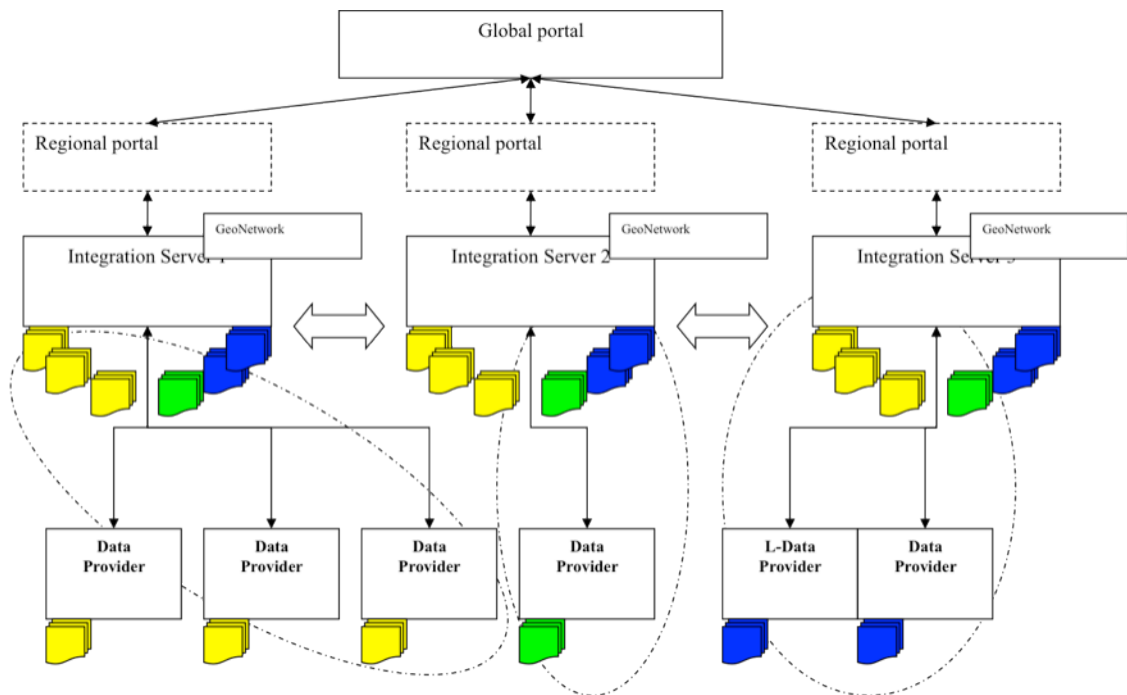 Global portal
Regional portal
Regional portal
Regional portal
GeoNetwork
GeoNetwork
GeoNetwork
Integration Server
Integration Server 2
Integration Server
Data
Provider
Data
Provider
Data
Provider
Data
Provider
L-Data
Provider
Data
Provider